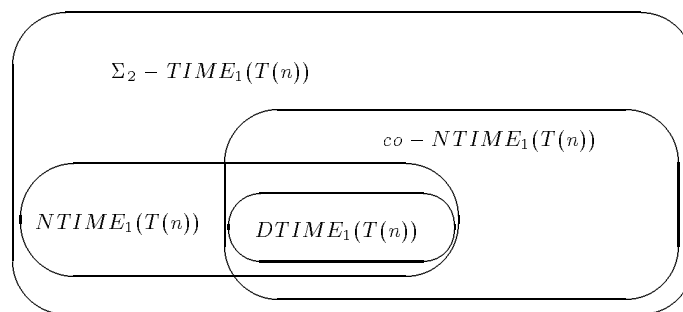 Σ₂ − TIME₁(T(n))
co − NTIME₁(T(n))
NTIME₁(T(n))
DTIME₁(T(n))